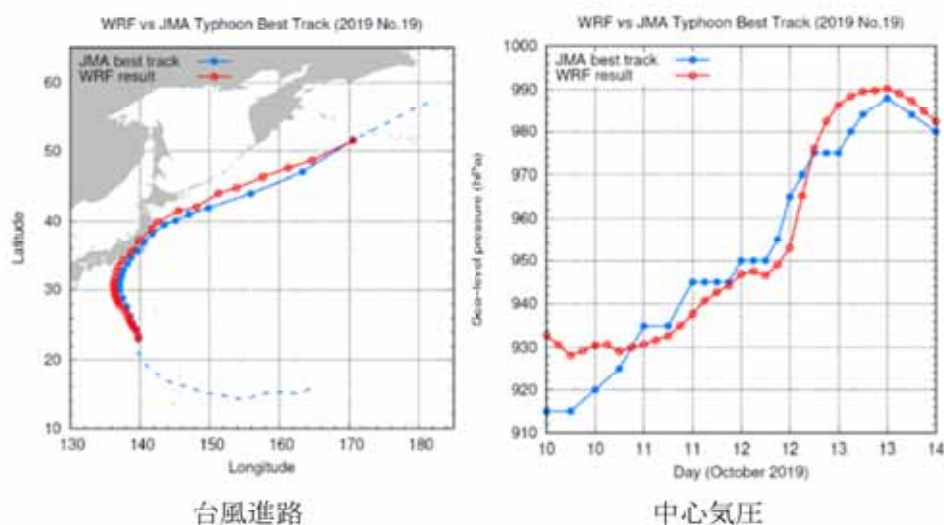 WRF vs JMA Typhoon Best Track (2019 No.19)
JMA best track
WRF result
60
50
40
30
20
10
Latitude
130
140
150
160
170
180
Longitude
台風進路
WRF vs JMA Typhoon Best Track (2019 No.19)
JMA best track
WRF result
1000
990
980
970
960
950
940
930
920
910
Sea-level pressure (hPa)
10
10
11
11
12
12
13
13
14
Day (October 2019)
中心気圧